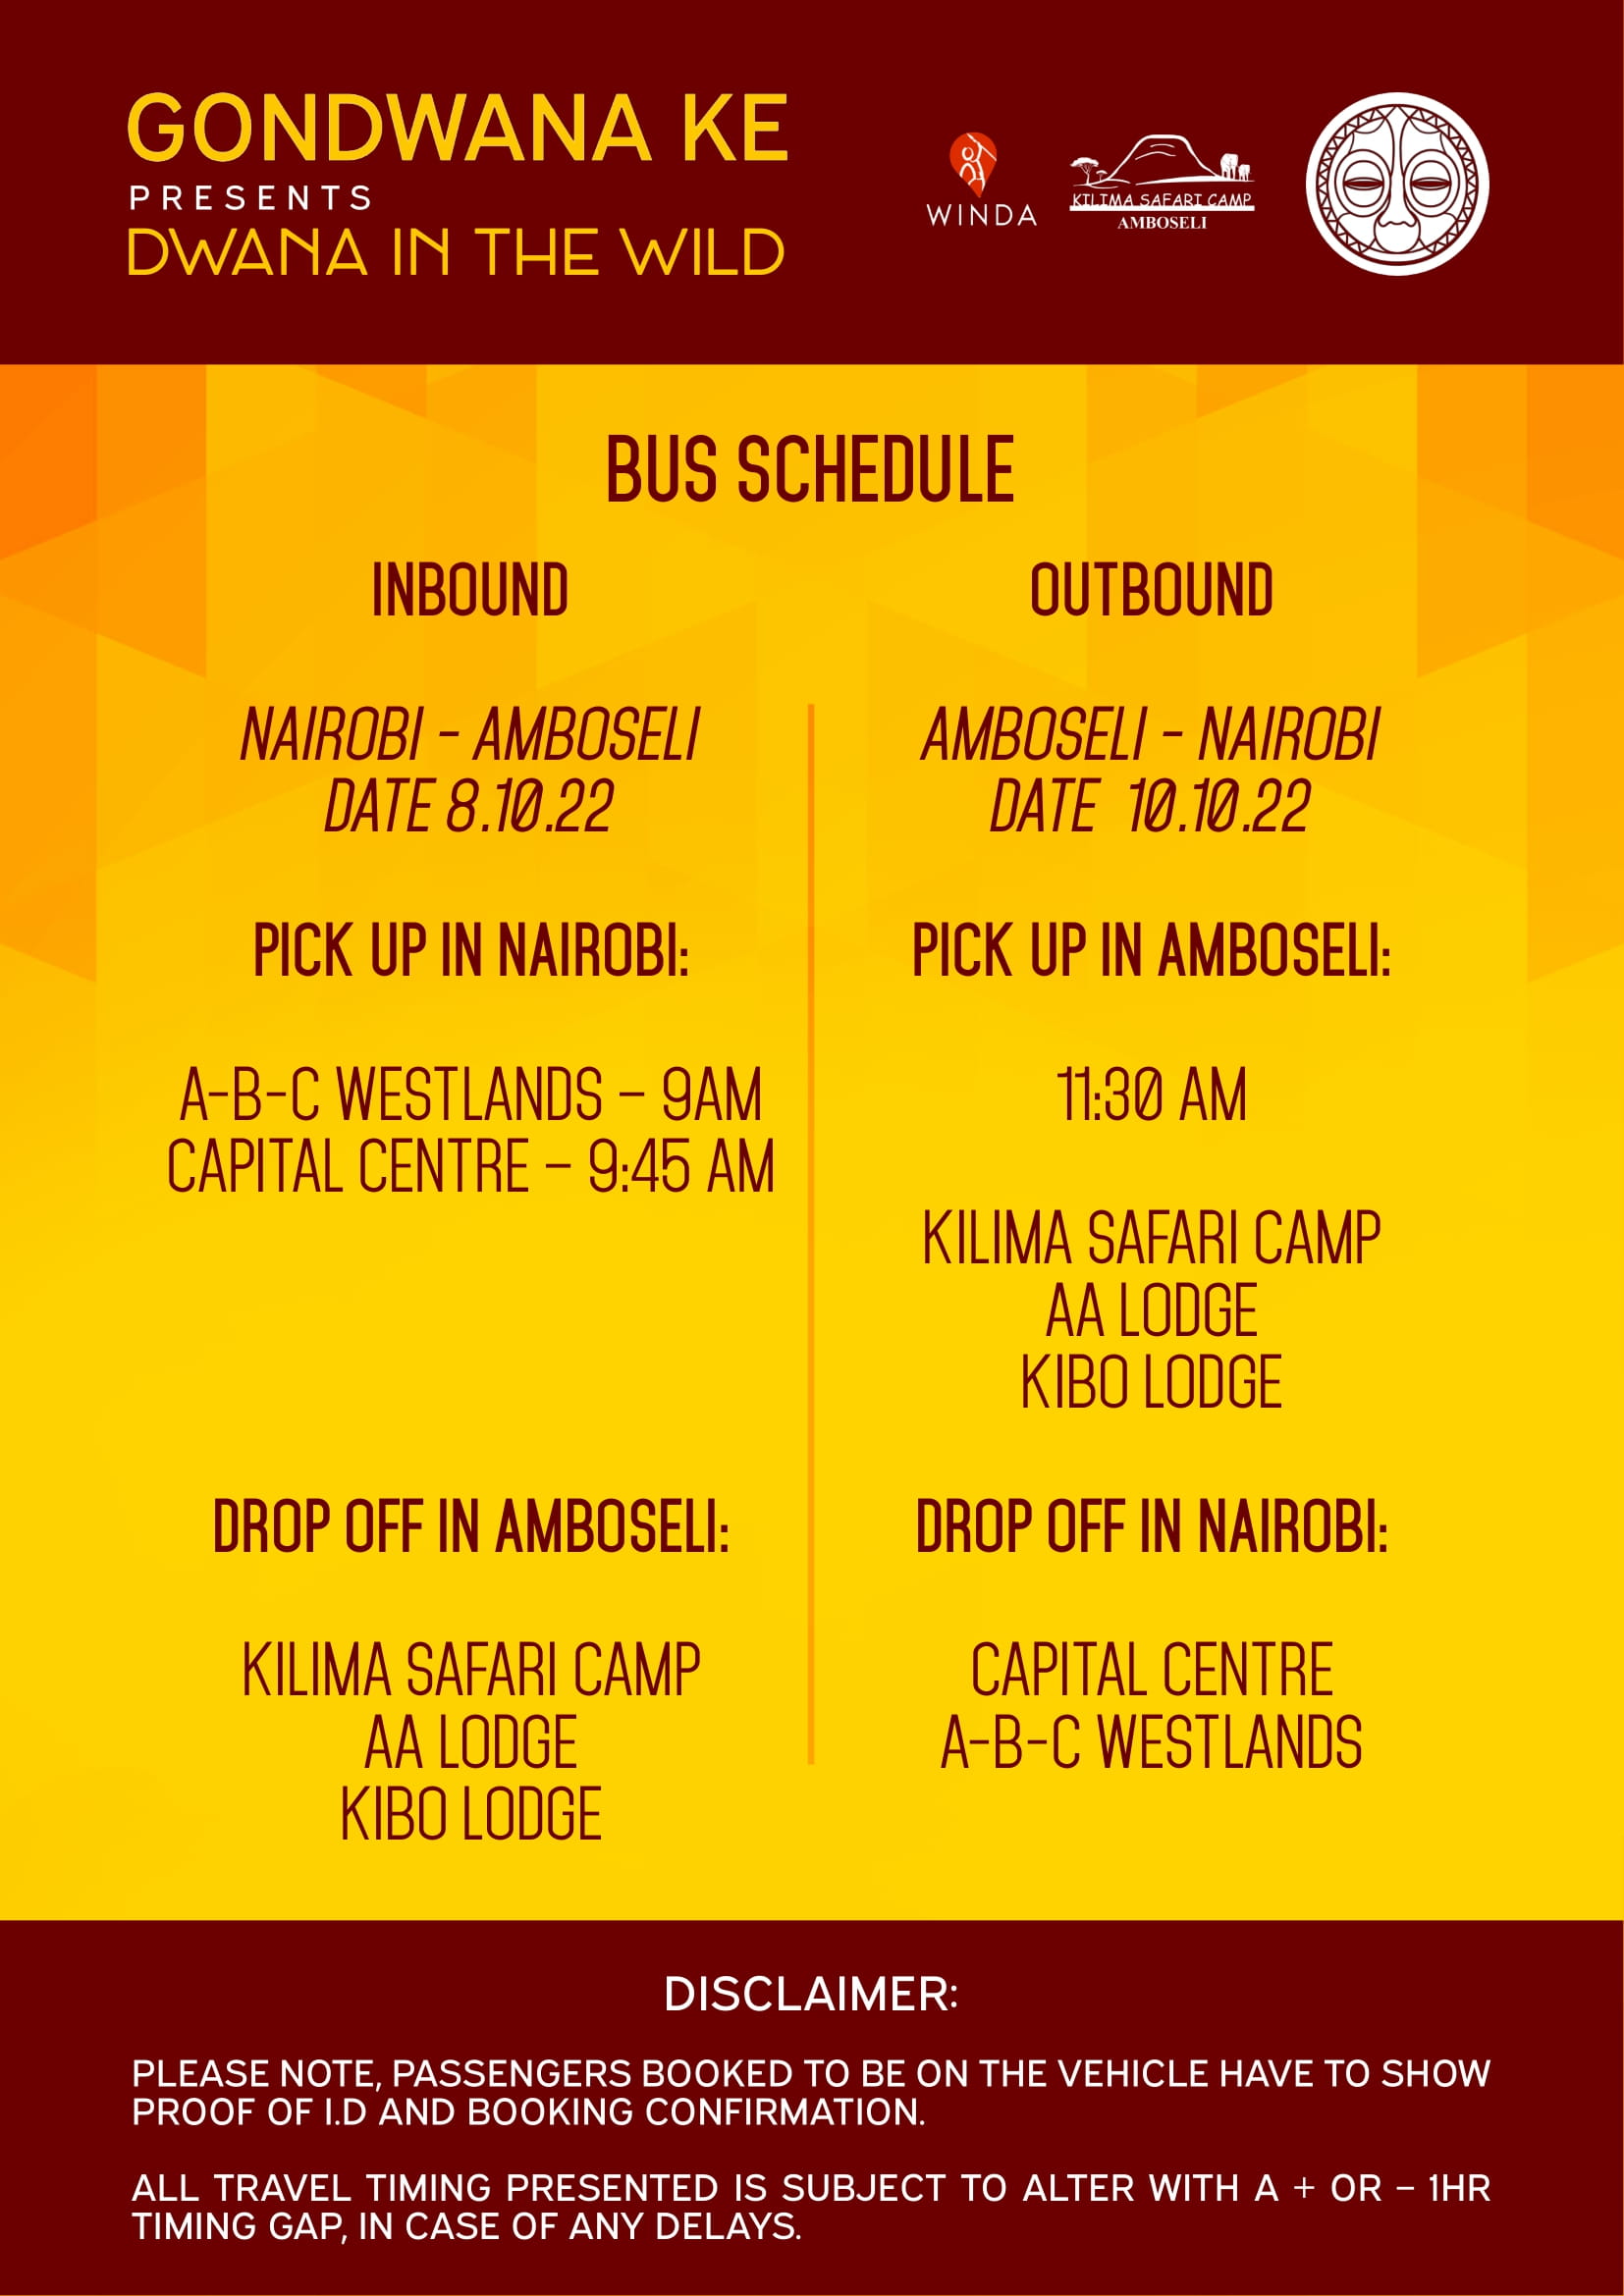 GONDWANA KE
PRESENTS
DWANA IN THE WILD
WINDA
KILIMA SAFARI CAMP
AMBOSELI
BUS SCHEDULE
INBOUND
NAIROBI - AMBOSELI
DATE 8.10.22
PICK UP IN NAIROBI:
A-B-C WESTLANDS – 9AM
CAPITAL CENTRE – 9:45 AM
DROP OFF IN AMBOSELI:
KILIMA SAFARI CAMP
AA LODGE
KIBO LODGE
OUTBOUND
AMBOSELI - NAIROBI
DATE 10.10.22
PICK UP IN AMBOSELI:
11:30 AM
KILIMA SAFARI CAMP
AA LODGE
KIBO LODGE
DROP OFF IN NAIROBI:
CAPITAL CENTRE
A-B-C WESTLANDS
DISCLAIMER:
PLEASE NOTE, PASSENGERS BOOKED TO BE ON THE VEHICLE HAVE TO SHOW
PROOF OF I.D AND BOOKING CONFIRMATION.
ALL TRAVEL TIMING PRESENTED IS SUBJECT TO ALTER WITH A + OR – 1HR
TIMING GAP, IN CASE OF ANY DELAYS.